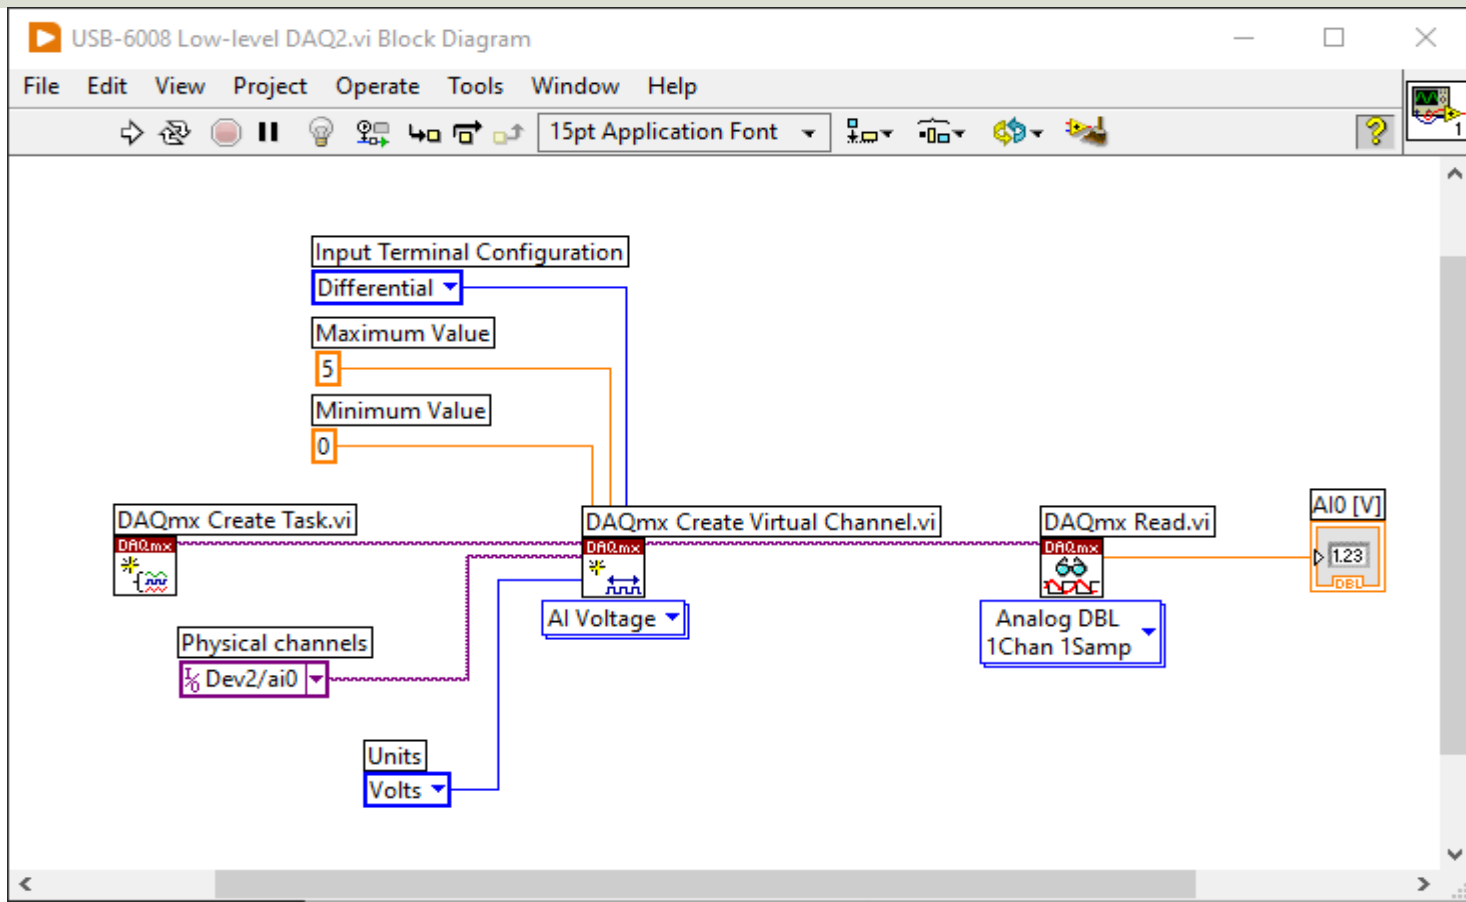 USB-6008 Low-level DAQ2.vi Block Diagram
File Edit View Project Operate Tools Window Help
15pt Application Font
1
Input Terminal Configuration
Differential
Maximum Value
5
Minimum Value
0
DAQmx Create Task.vi
DAQmx
DAQmx Create Virtual Channel.vi
DAQmx
AI Voltage
DAQmx Read.vi
DAQmx
Analog DBL
1Chan 1Samp
AI0 [V]
1.23
DBL
Physical channels
I/O Dev2/ai0
Units
Volts